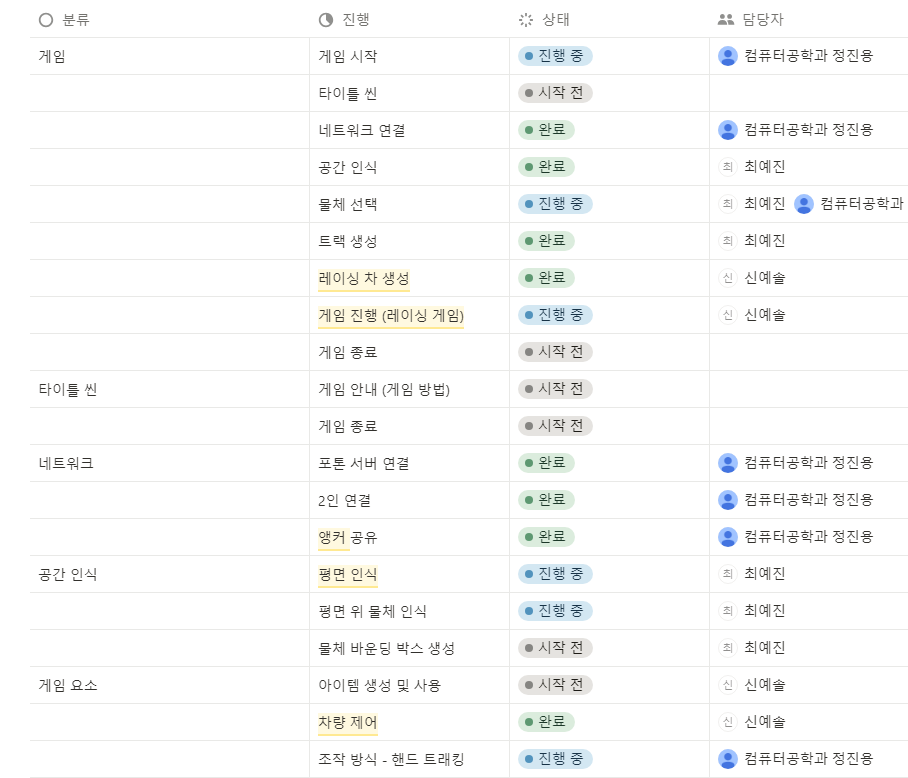 분류 진행 상태 담당자
게임 게임 시작 진행 중 컴퓨터공학과 정진용
타이틀 씬 시작 전
네트워크 연결 완료 컴퓨터공학과 정진용
공간 인식 완료 최 최예진
물체 선택 진행 중 최 최예진 컴퓨터공학과
트랙 생성 완료 최 최예진
레이싱 차 생성 완료 신 신예솔
게임 진행 (레이싱 게임) 진행 중 신 신예솔
게임 종료 시작 전
타이틀 씬 게임 안내 (게임 방법) 시작 전
게임 종료 시작 전
네트워크 포톤 서버 연결 완료 컴퓨터공학과 정진용
2인 연결 완료 컴퓨터공학과 정진용
앵커 공유 완료 컴퓨터공학과 정진용
공간 인식 평면 인식 진행 중 최 최예진
평면 위 물체 인식 진행 중 최 최예진
물체 바운딩 박스 생성 시작 전 최 최예진
게임 요소 아이템 생성 및 사용 시작 전 신 신예솔
차량 제어 완료 신 신예솔
조작 방식 - 핸드 트래킹 진행 중 컴퓨터공학과 정진용